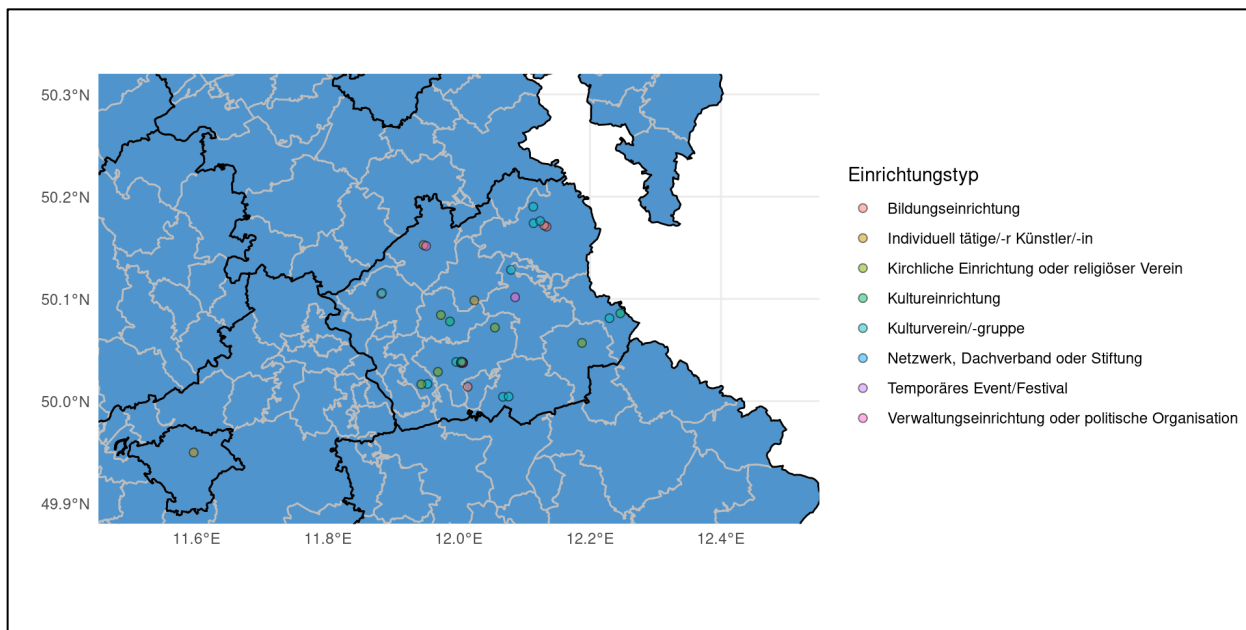 50.3°N
50.2°N
50.1°N
50.0°N
49.9°N
11.6°E
11.8°E
12.0°E
12.2°E
12.4°E
Einrichtungstyp
Bildungseinrichtung
Individuell tätige/-r Künstler/-in
Kirchliche Einrichtung oder religiöser Verein
Kultureinrichtung
Kulturverein/-gruppe
Netzwerk, Dachverband oder Stiftung
Temporäres Event/Festival
Verwaltungseinrichtung oder politische Organisation